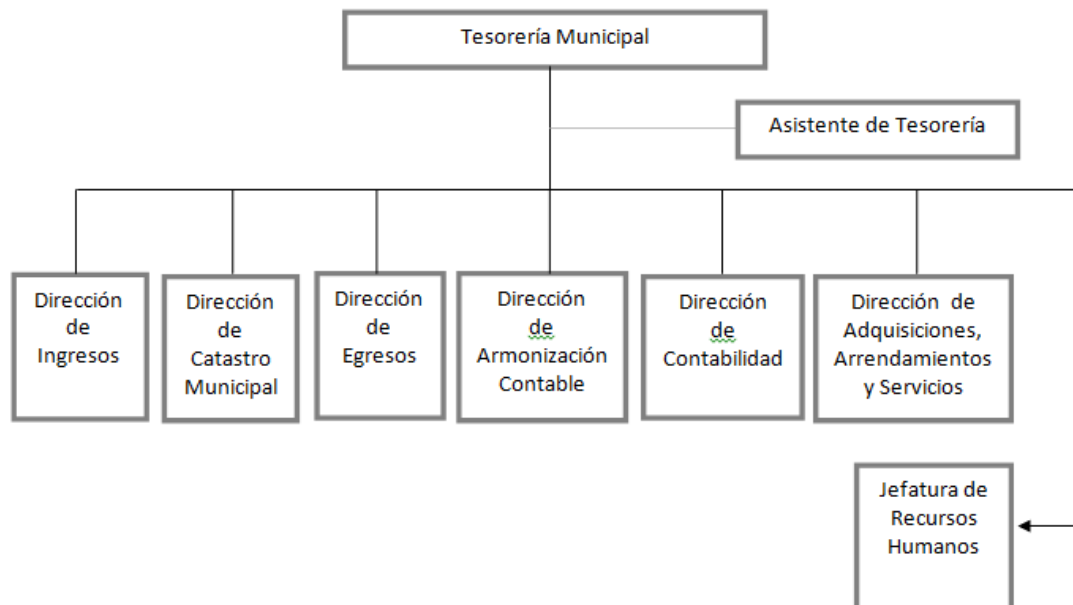 Tesorería Municipal
Asistente de Tesorería
Dirección
de
Ingresos
Dirección
de
Catastro
Municipal
Dirección
de
Egresos
Dirección
de
Armonización
Contable
Dirección
de
Contabilidad
Dirección de
Adquisiciones,
Arrendamientos
y Servicios
Jefatura de
Recursos
Humanos